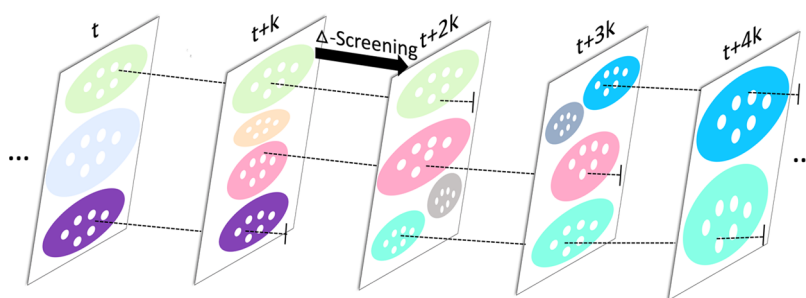 t
t+k
Δ-Screening
t+2k
t+3k
t+4k
...
...